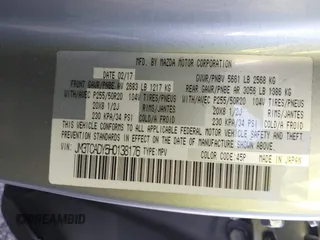 MFD. BY MAZDA MOTOR CORPORATION
DATE 02/17 GVWR/PNBV 5661 LB 2568 KG
FRONT GAWR/PNBE AV 2683 LB 1217 KG REAR GAWR/PNBE AR 3058 LB 1386 KG
WITH/AVEC P255/50R20 104V TIRES/PNEUS WITH/AVEC P255/50R20 104V TIRES/PNEUS
20X8 1/2J RIMS/JANTES 20X8 1/2J RIMS/JANTES
230 KPA/34 PSI COLD/A FROID 230 KPA/34 PSI COLD/A FROID
THIS VEHICLE CONFORMS TO ALL APPLICABLE FEDERAL MOTOR VEHICLE
SAFETY STANDARDS IN EFFECT ON THE DATE OF MANUFACTURE SHOWN ABOVE.
VIN: TYPE:MPV
COLOR CODE 45P MADE IN JAPAN
DREAMBID